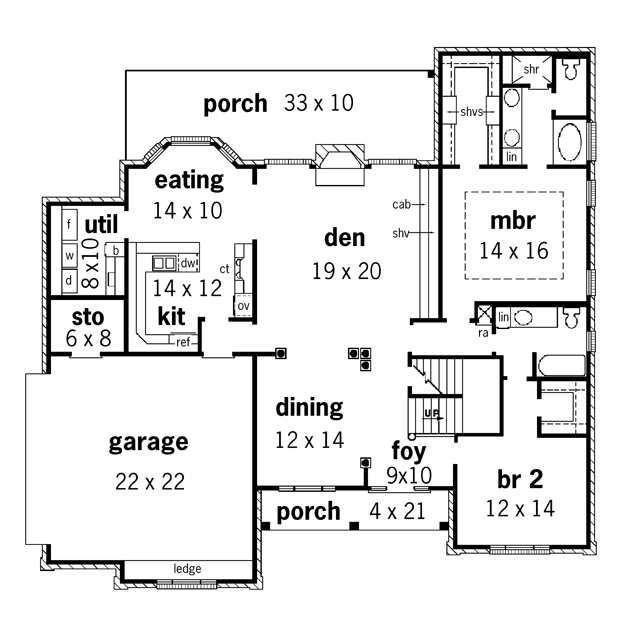 shr
porch 33 x 10
shvs
lin
eating
14 x 10
cab
f
util
mbr
den
shv
14 x 16
w
8 x 10
b
dw
ct
19 x 20
d
14 x 12
ov
sto
kit
lin
6 x 8
ra
ref
dining
UP
12 x 14
garage
foy
22 x 22
9x10
br 2
porch 4 x 21
12 x 14
ledge